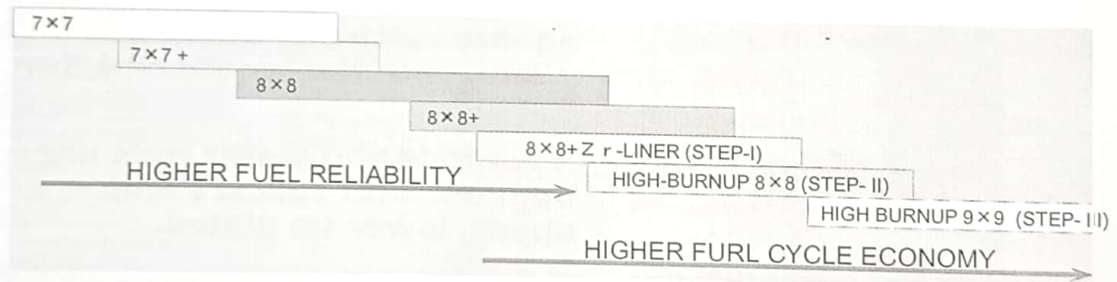 7×7
7×7+
8×8
8×8+
8×8+Z r -LINER (STEP-I)
HIGHER FUEL RELIABILITY
HIGH-BURNUP 8×8 (STEP- II)
HIGH BURNUP 9×9 (STEP- III)
HIGHER FURL CYCLE ECONOMY